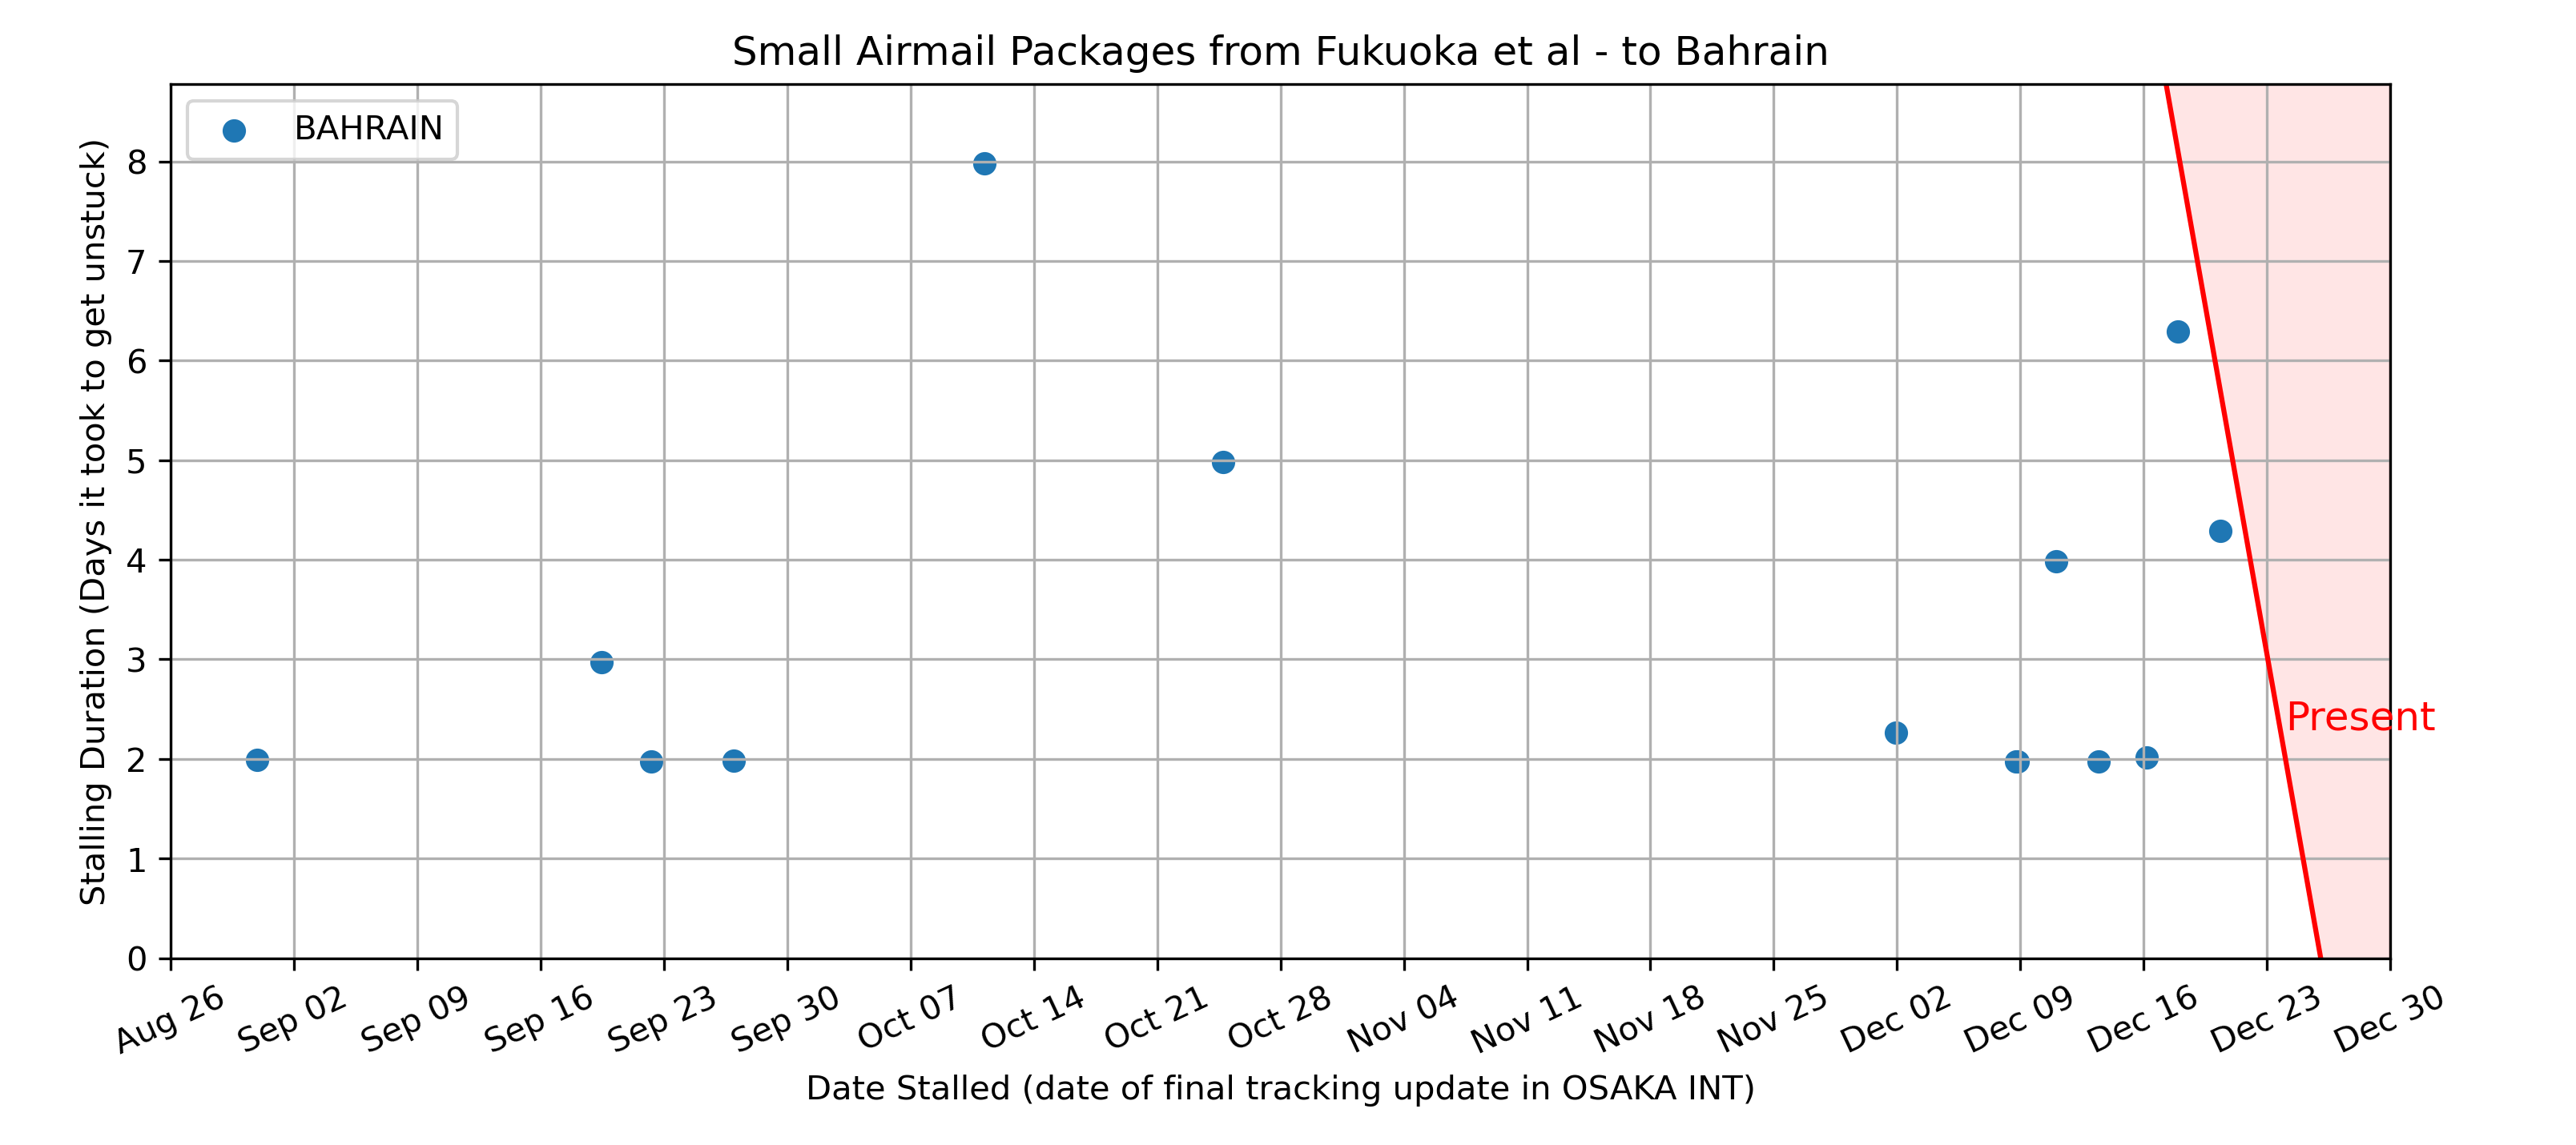 Small Airmail Packages from Fukuoka et al - to Bahrain
BAHRAIN
Stalling Duration (Days it took to get unstuck)
8
7
6
5
4
3
2
1
0
Present
Aug 26 Sep 02 Sep 09 Sep 16 Sep 23 Sep 30 Oct 07 Oct 14 Oct 21 Oct 28 Nov 04 Nov 11 Nov 18 Nov 25 Dec 02 Dec 09 Dec 16 Dec 23 Dec 30
Date Stalled (date of final tracking update in OSAKA INT)